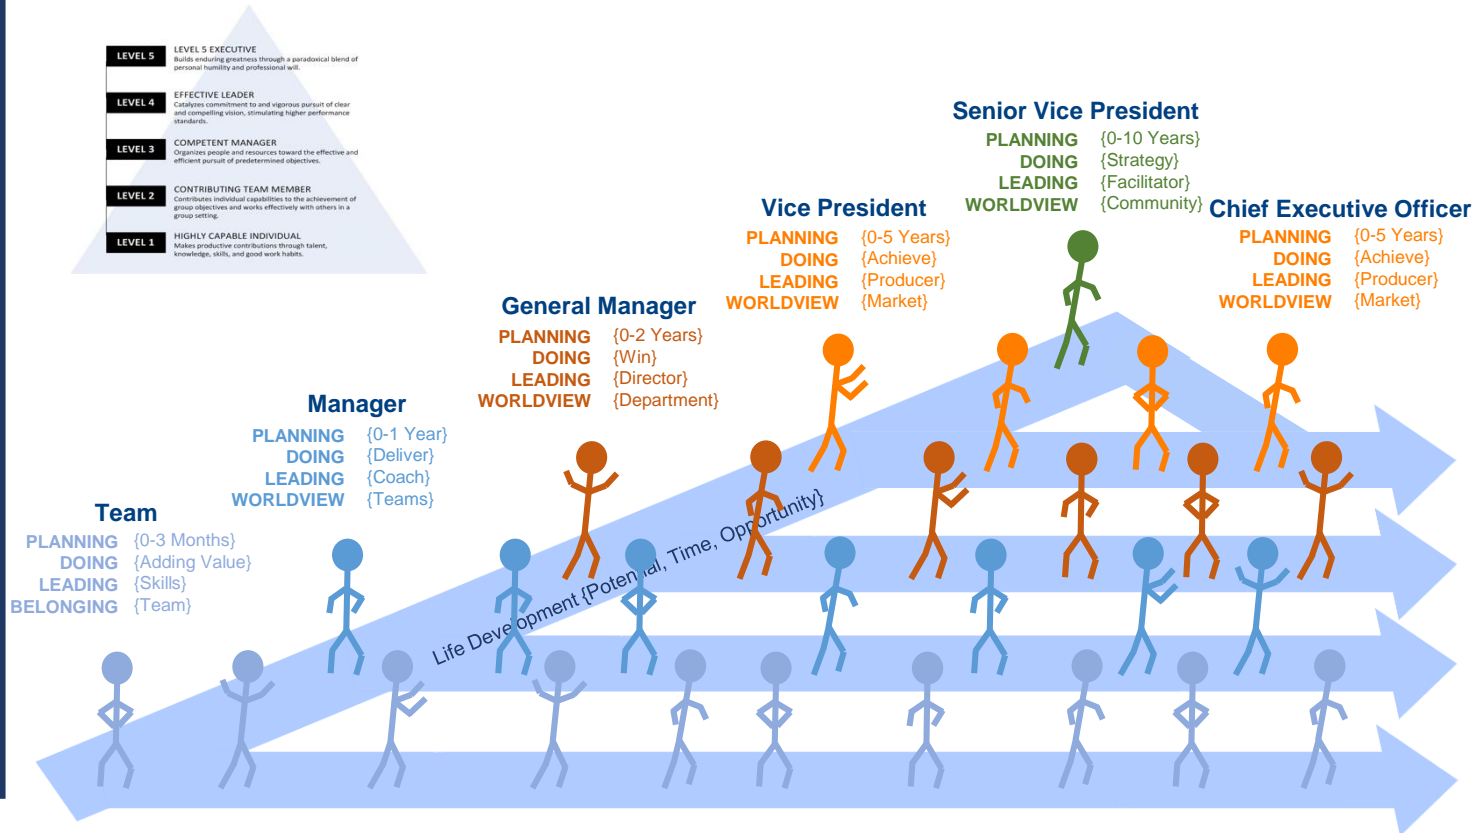 LEVEL 5
LEVEL 5 EXECUTIVE
Builds enduring greatness through a paradoxical blend of
personal humility and professional will.
LEVEL 4
EFFECTIVE LEADER
Catalyzes commitment to and vigorous pursuit of clear
and compelling vision, stimulating higher performance
standards.
LEVEL 3
COMPETENT MANAGER
Organizes people and resources toward the effective and
efficient pursuit of predetermined objectives.
LEVEL 2
CONTRIBUTING TEAM MEMBER
Contributes individual capabilities to the achievement of
group objectives and works effectively with others in a
group setting.
LEVEL 1
HIGHLY CAPABLE INDIVIDUAL
Makes productive contributions through talent,
knowledge, skills, and good work habits.
Senior Vice President
PLANNING {0-10 Years}
DOING {Strategy}
LEADING {Facilitator}
WORLDVIEW {Community}
Vice President
PLANNING {0-5 Years}
DOING {Achieve}
LEADING {Producer}
WORLDVIEW {Market}
Chief Executive Officer
PLANNING {0-5 Years}
DOING {Achieve}
LEADING {Producer}
WORLDVIEW {Market}
General Manager
PLANNING {0-2 Years}
DOING {Win}
LEADING {Director}
WORLDVIEW {Department}
Manager
PLANNING {0-1 Year}
DOING {Deliver}
LEADING {Coach}
WORLDVIEW {Teams}
Team
PLANNING {0-3 Months}
DOING {Adding Value}
LEADING {Skills}
BELONGING {Team}
Life Development {Potential, Time, Opportunity}